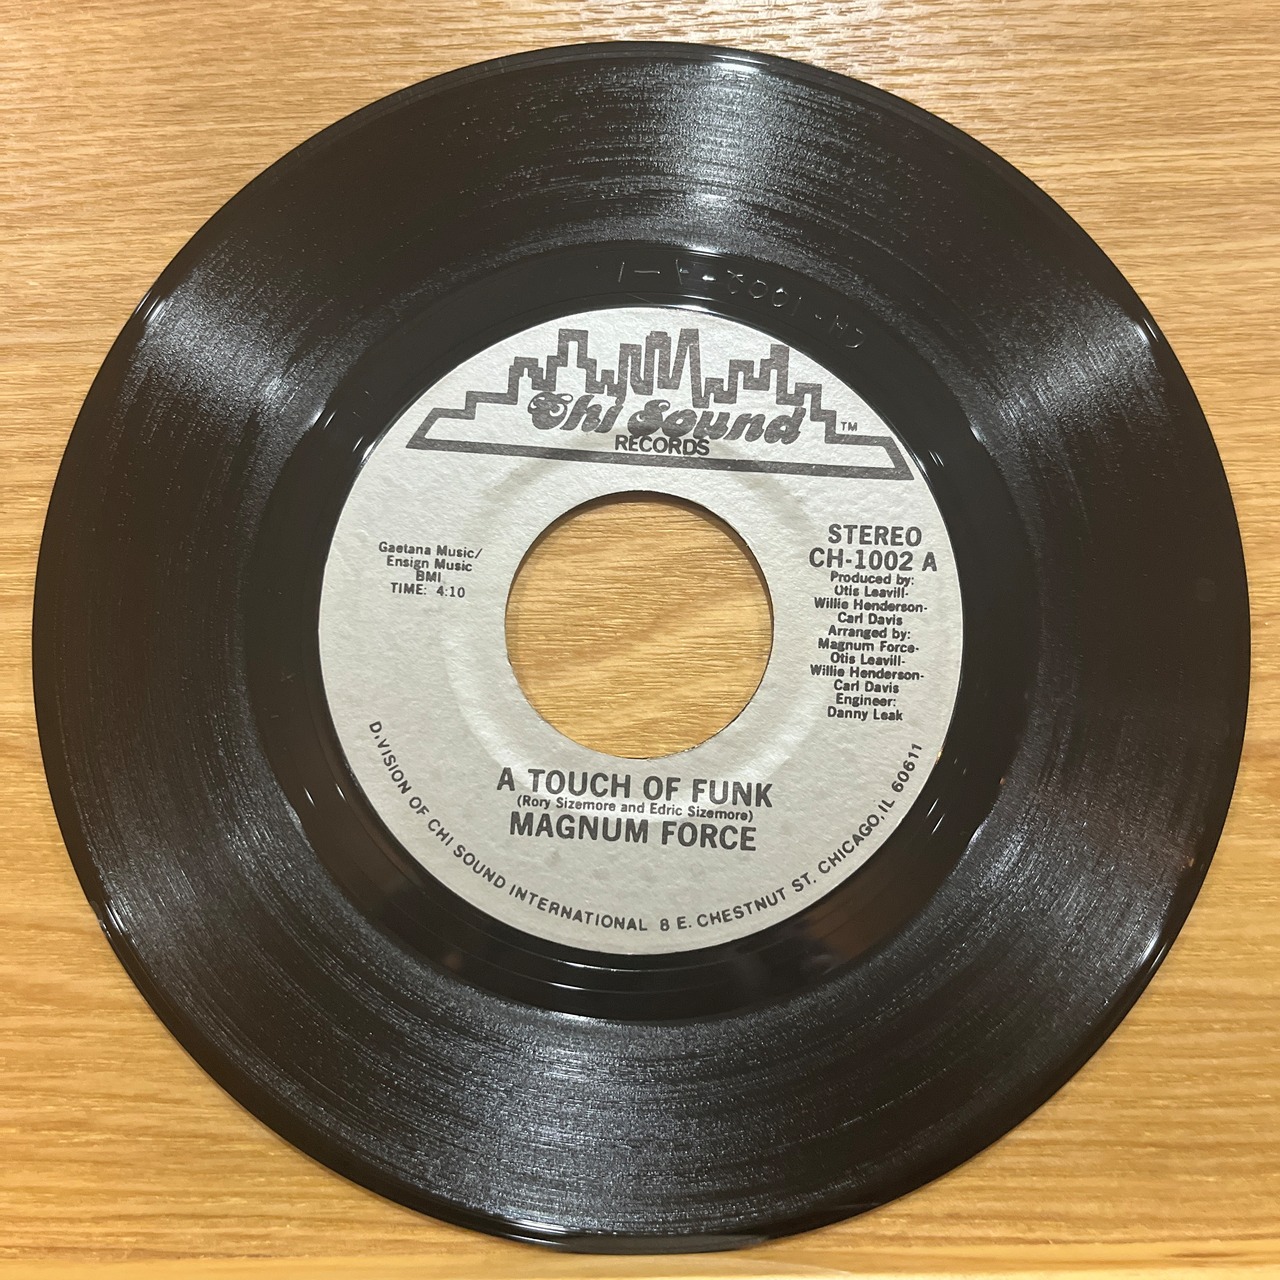 CH-1002-A-1
Chi Sound
TM
RECORDS
Gaetana Music/
Ensign Music
BMI
TIME: 4:10
STEREO
CH-1002 A
Produced by:
Otis Leavill-
Willie Henderson-
Carl Davis
Arranged by:
Magnum Force-
Otis Leavill-
Willie Henderson-
Carl Davis
Engineer:
Danny Leak
A TOUCH OF FUNK
(Rory Sizemore and Edric Sizemore)
MAGNUM FORCE
DIVISION OF CHI SOUND INTERNATIONAL 8 E. CHESTNUT ST. CHICAGO, IL 60611